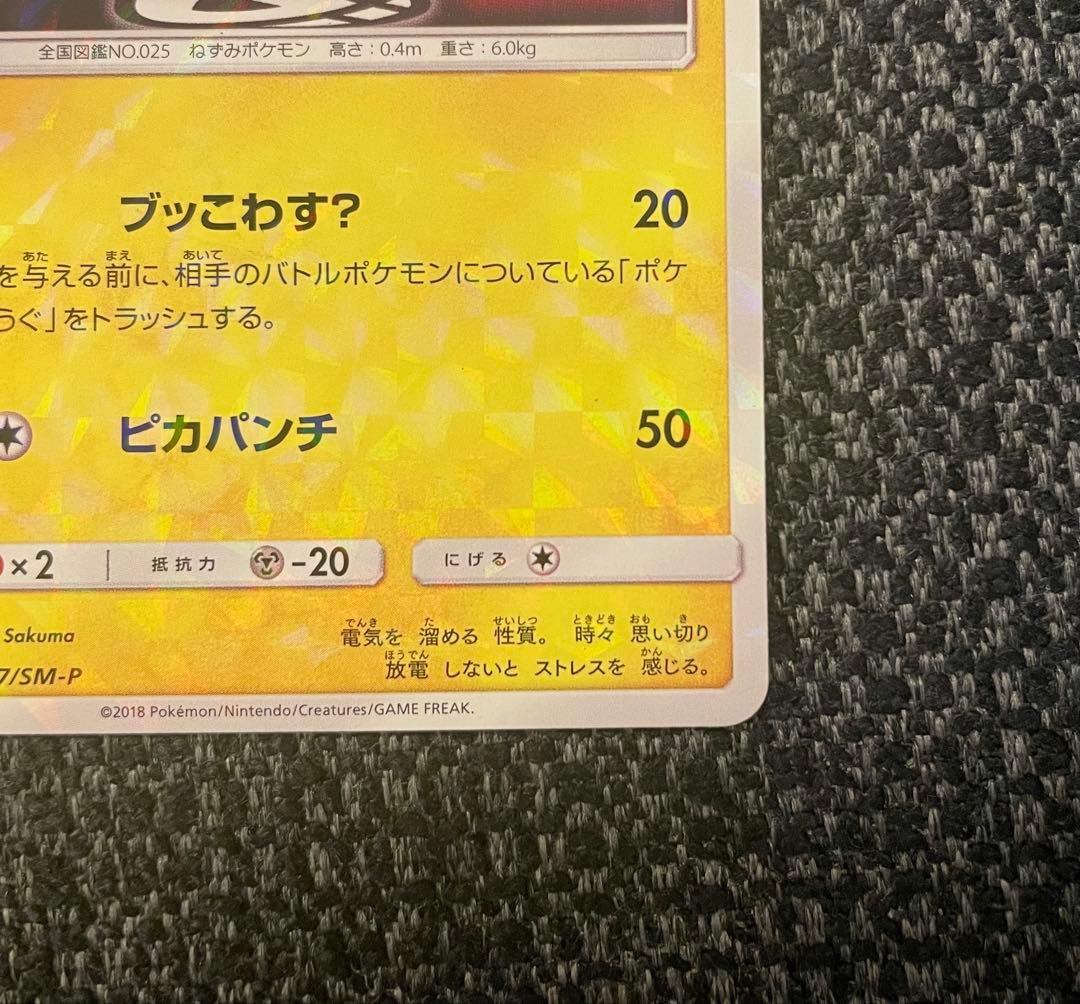 全国図鑑NO.025 ねずみポケモン 高さ:0.4m 重さ:6.0kg
ブッこわす? 20
を与える前に、相手のバトルポケモンについている「ポケ
うぐ」をトラッシュする。
ピカパンチ 50
×2 抵抗力 -20 にげる
Sakuma
電気を 溜める 性質。 時々 思い切り
放電 しないと ストレスを 感じる。
7/SM-P
©2018 Pokémon/Nintendo/Creatures/GAME FREAK.